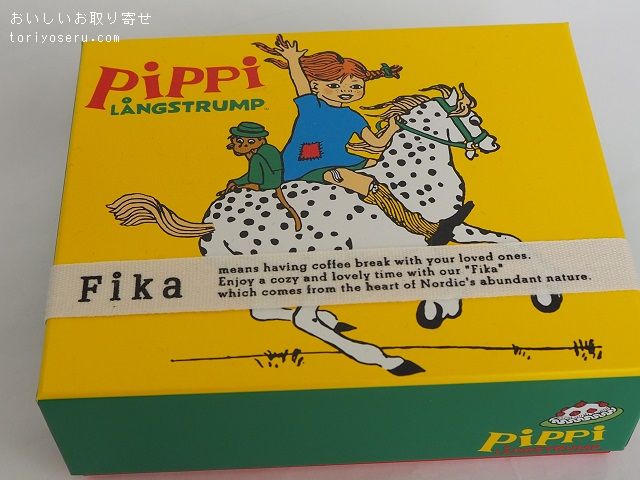 おいしいお取り寄せ
toriyoseru.com
PiPPi
LÅNGSTRUMP
Fika
means having coffee break with your loved ones.
Enjoy a cozy and lovely time with our "Fika"
which comes from the heart of Nordic's abundant nature.
PiPPi
LÅNGSTRUMP